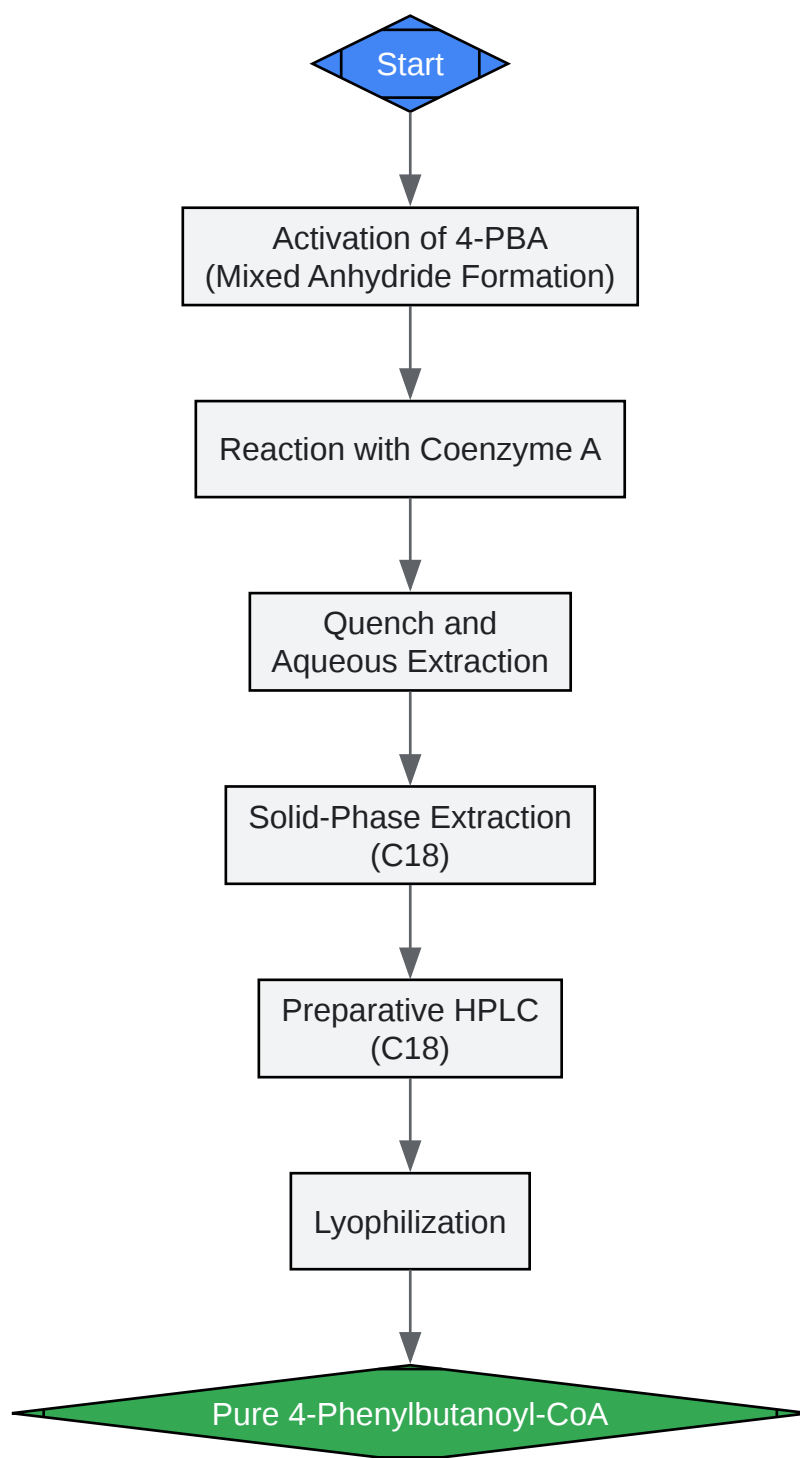 Start
Activation of 4-PBA
(Mixed Anhydride Formation)
Reaction with Coenzyme A
Quench and
Aqueous Extraction
Solid-Phase Extraction
(C18)
Preparative HPLC
(C18)
Lyophilization
Pure 4-Phenylbutanoyl-CoA